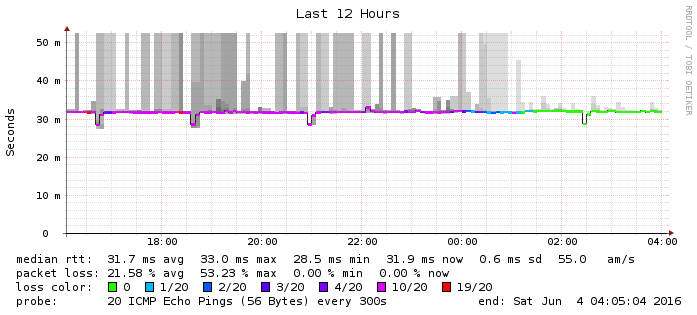 Last 12 Hours
RRDTOOL / TOBI OETIKER
Seconds
50 m
40 m
30 m
20 m
10 m
0
18:00 20:00 22:00 00:00 02:00 04:00
median rtt: 31.7 ms avg 33.0 ms max 28.5 ms min 31.9 ms now 0.6 ms sd 55.0 am/s
packet loss: 21.58 % avg 53.23 % max 0.00 % min 0.00 % now
loss color: 0 1/20 2/20 3/20 4/20 10/20 19/20
probe: 20 ICMP Echo Pings (56 Bytes) every 300s end: Sat Jun 4 04:05:04 2016